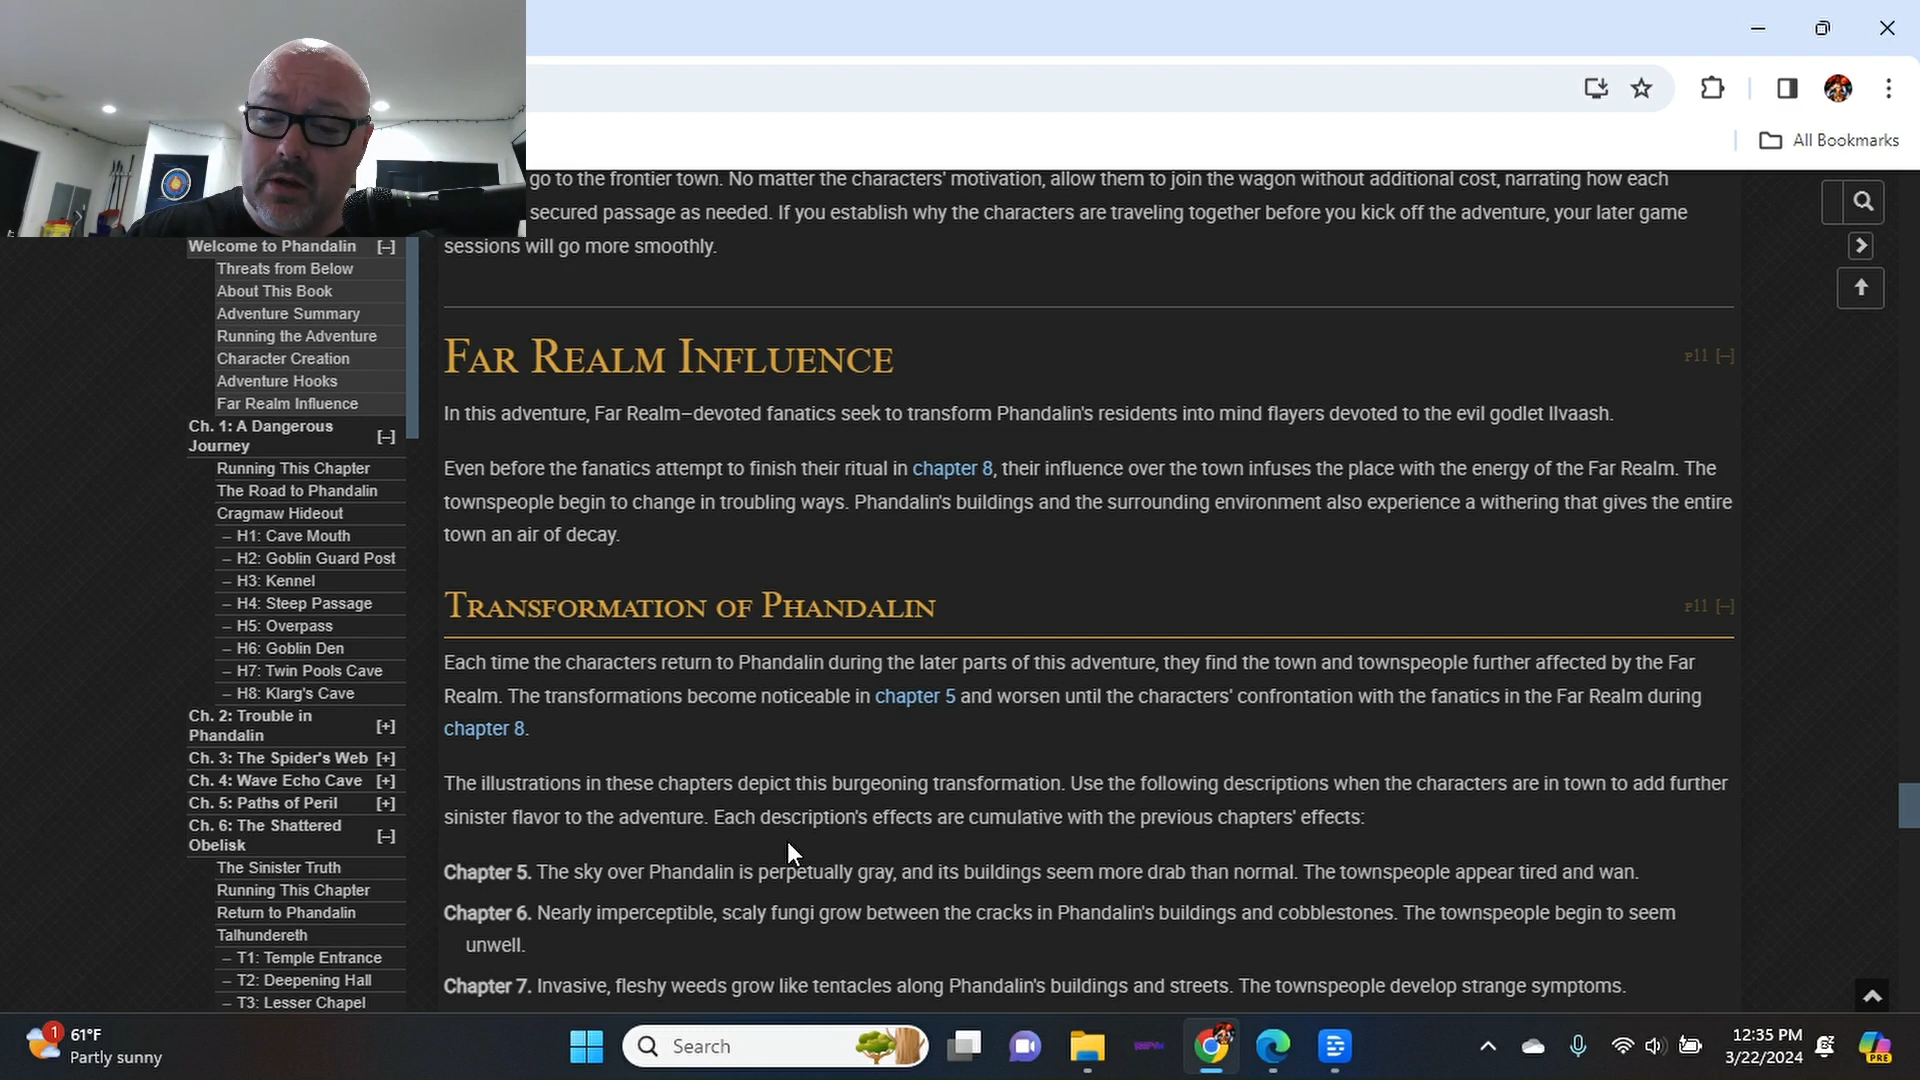 All Bookmarks
go to the frontier town. No matter the characters' motivation, allow them to join the wagon without additional cost, narrating how each
secured passage as needed. If you establish why the characters are traveling together before you kick off the adventure, your later game
sessions will go more smoothly.
Welcome to Phandalin [–]
Threats from Below
About This Book
Adventure Summary
Running the Adventure
Character Creation
Adventure Hooks
Far Realm Influence
Ch. 1: A Dangerous
Journey [–]
Running This Chapter
The Road to Phandalin
Cragmaw Hideout
– H1: Cave Mouth
– H2: Goblin Guard Post
– H3: Kennel
– H4: Steep Passage
– H5: Overpass
– H6: Goblin Den
– H7: Twin Pools Cave
– H8: Klarg's Cave
Ch. 2: Trouble in
Phandalin [+]
Ch. 3: The Spider's Web [+]
Ch. 4: Wave Echo Cave [+]
Ch. 5: Paths of Peril [+]
Ch. 6: The Shattered
Obelisk [–]
The Sinister Truth
Running This Chapter
Return to Phandalin
Talhundereth
– T1: Temple Entrance
– T2: Deepening Hall
– T3: Lesser Chapel
Far Realm Influence p11 [–]
In this adventure, Far Realm–devoted fanatics seek to transform Phandalin's residents into mind flayers devoted to the evil godlet Ilvaash.
Even before the fanatics attempt to finish their ritual in chapter 8, their influence over the town infuses the place with the energy of the Far Realm. The
townspeople begin to change in troubling ways. Phandalin's buildings and the surrounding environment also experience a withering that gives the entire
town an air of decay.
Transformation of Phandalin p11 [–]
Each time the characters return to Phandalin during the later parts of this adventure, they find the town and townspeople further affected by the Far
Realm. The transformations become noticeable in chapter 5 and worsen until the characters' confrontation with the fanatics in the Far Realm during
chapter 8.
The illustrations in these chapters depict this burgeoning transformation. Use the following descriptions when the characters are in town to add further
sinister flavor to the adventure. Each description's effects are cumulative with the previous chapters' effects:
Chapter 5. The sky over Phandalin is perpetually gray, and its buildings seem more drab than normal. The townspeople appear tired and wan.
Chapter 6. Nearly imperceptible, scaly fungi grow between the cracks in Phandalin's buildings and cobblestones. The townspeople begin to seem
unwell.
Chapter 7. Invasive, fleshy weeds grow like tentacles along Phandalin's buildings and streets. The townspeople develop strange symptoms.
1
61°F
Partly sunny
Search
12:35 PM
3/22/2024
PRE